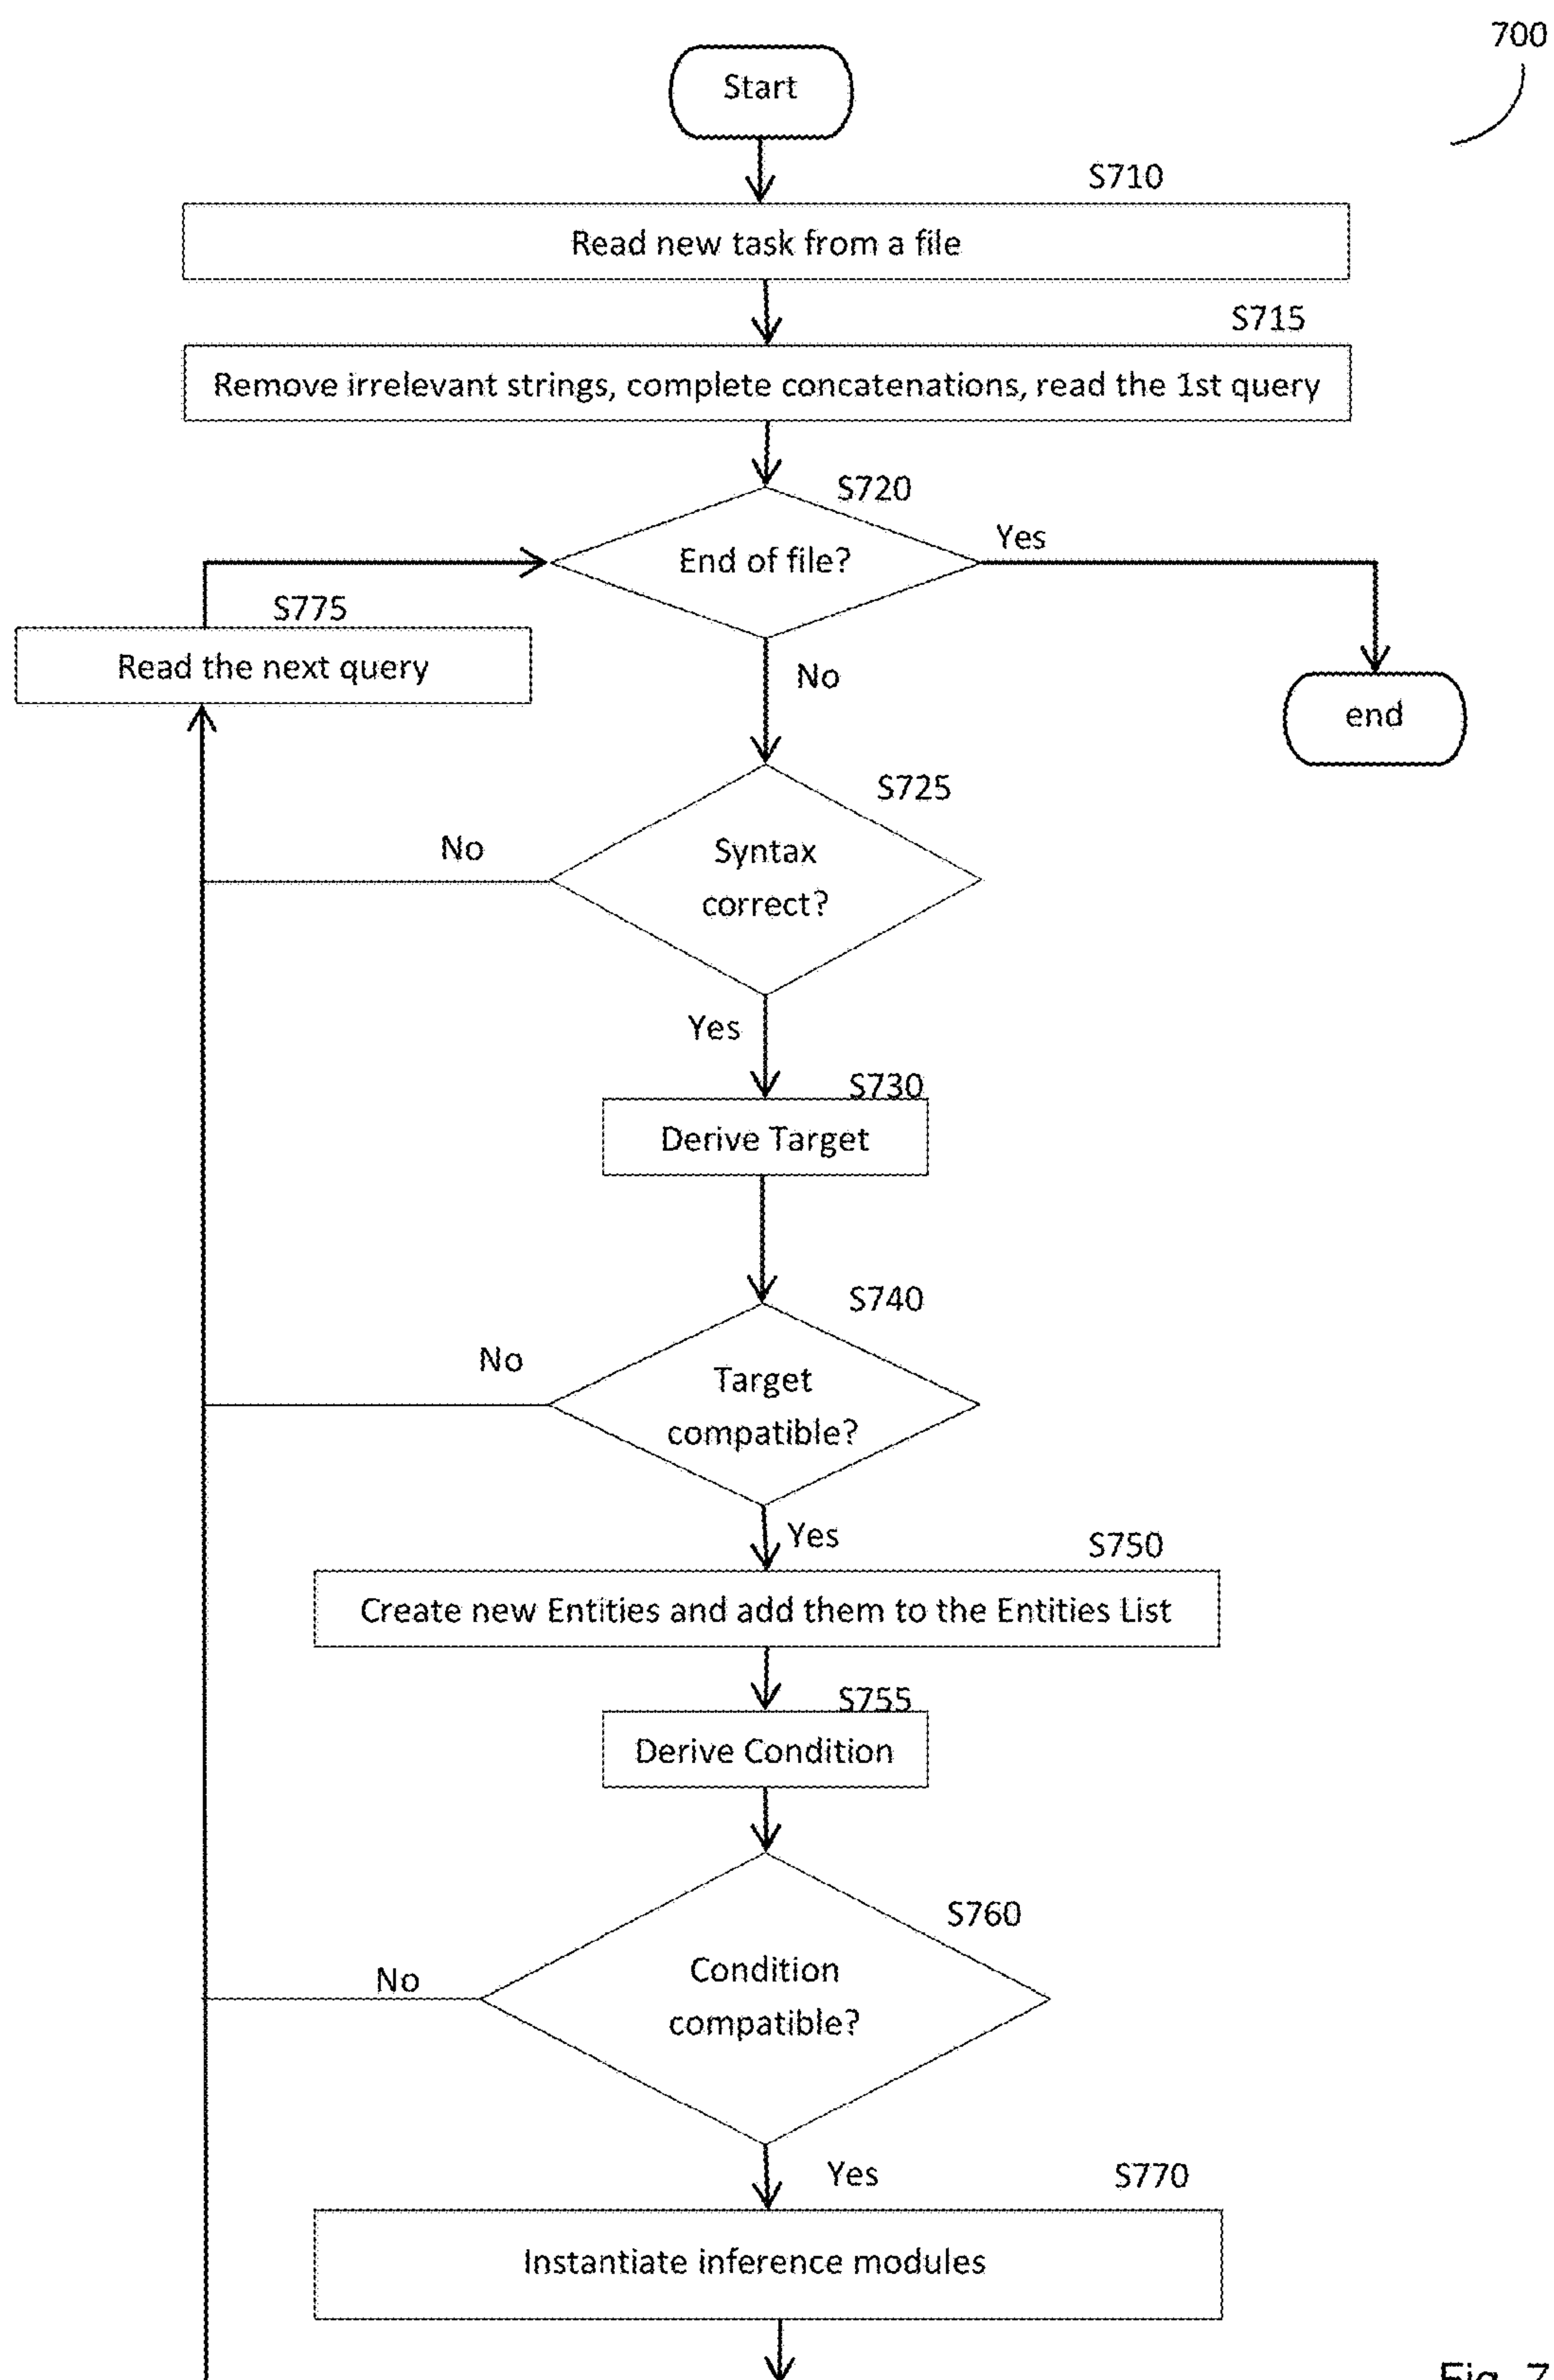 700
Start
S710
Read new task from a file
S715
Remove irrelevant strings, complete concatenations, read the 1st query
S720
End of file?
Yes
S775
Read the next query
No
end
S725
No
Syntax
correct?
Yes
S730
Derive Target
S740
No
Target
compatible?
Yes
S750
Create new Entities and add them to the Entities List
S755
Derive Condition
S760
No
Condition
compatible?
Yes
S770
Instantiate inference modules
Fig. 7